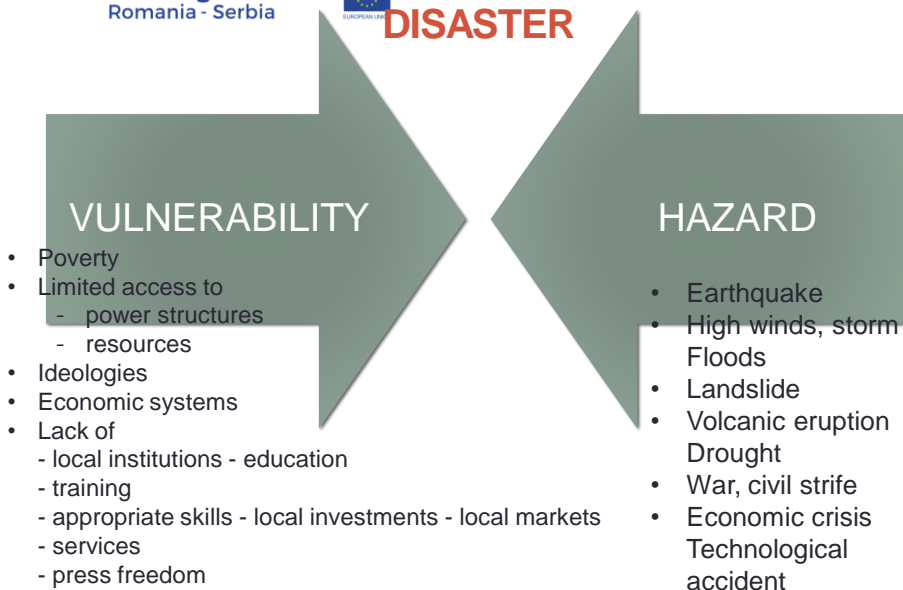 Romania - Serbia
EUROPEAN UNION
DISASTER
VULNERABILITY
• Poverty
• Limited access to
- power structures
- resources
• Ideologies
• Economic systems
• Lack of
- local institutions - education
- training
- appropriate skills - local investments - local markets
- services
- press freedom
HAZARD
• Earthquake
• High winds, storm
Floods
• Landslide
• Volcanic eruption
Drought
• War, civil strife
• Economic crisis
Technological
accident